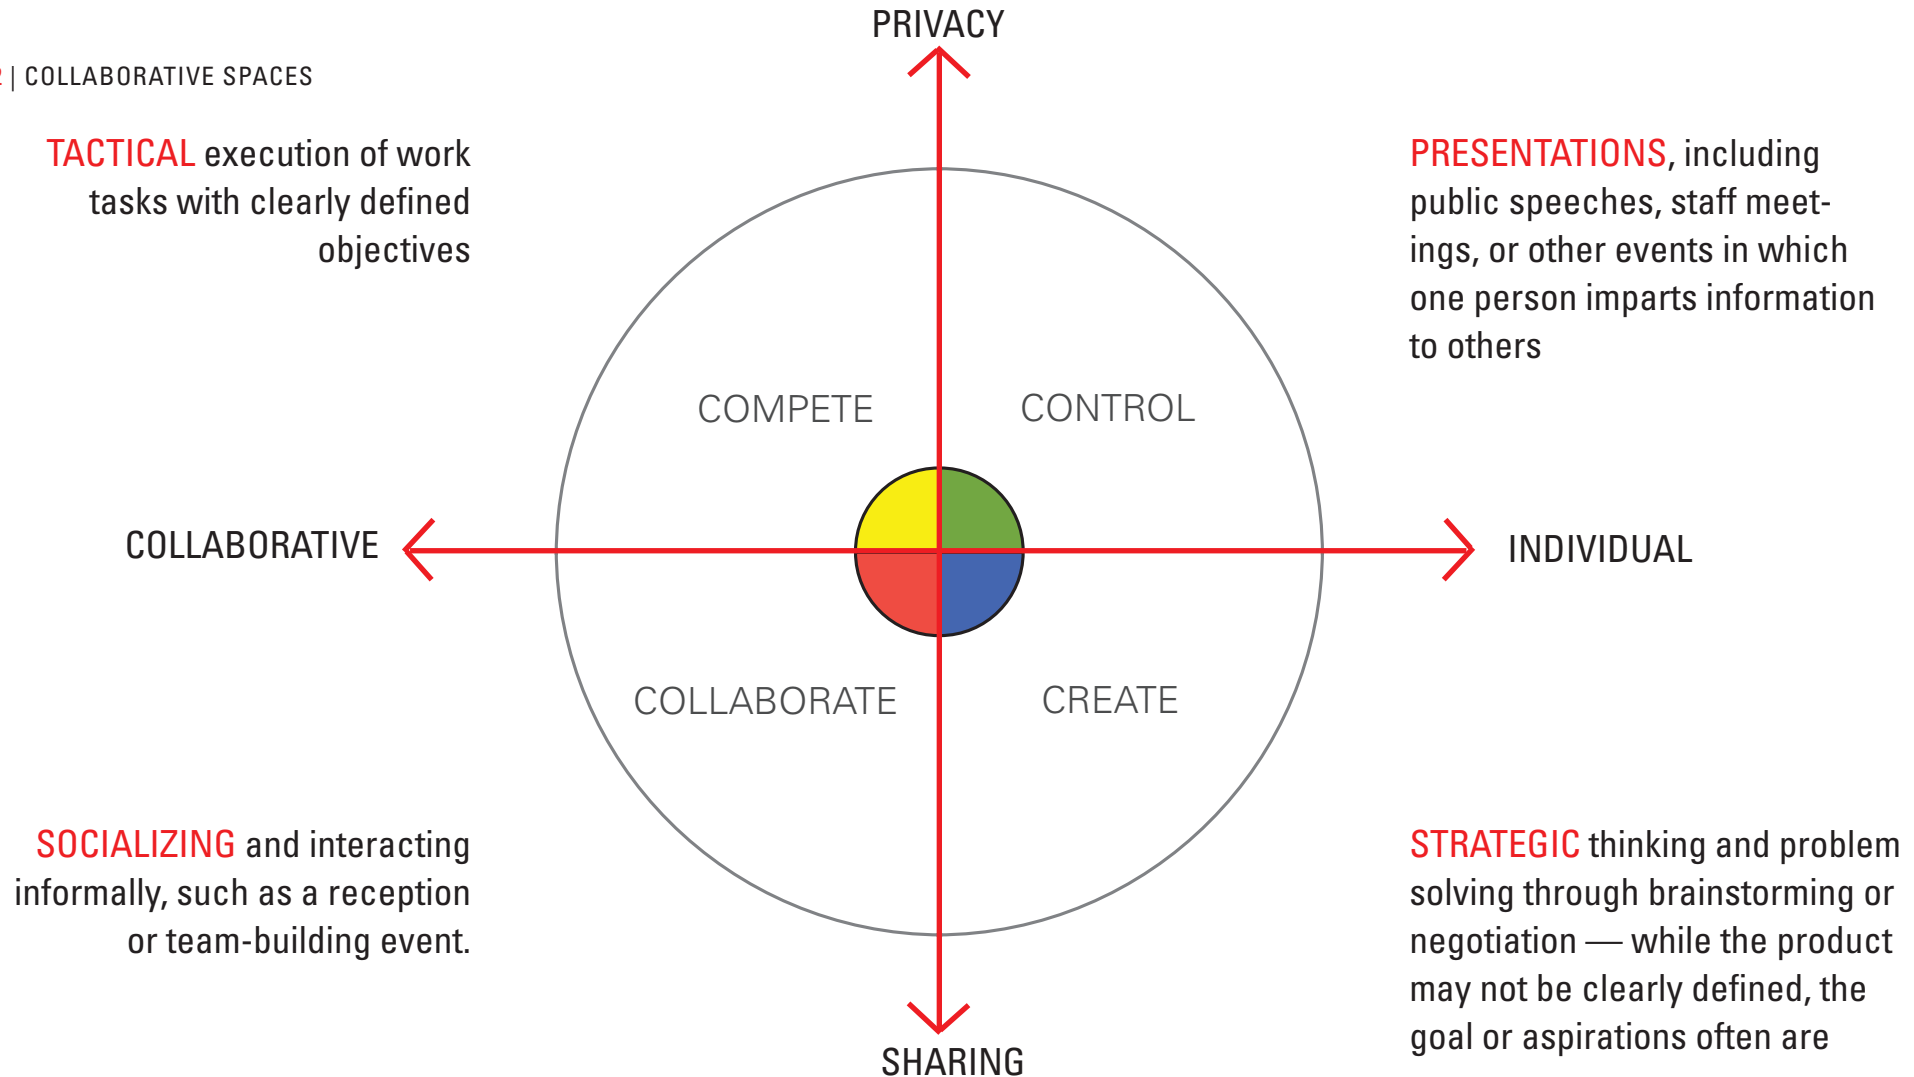 PRIVACY
2 | COLLABORATIVE SPACES
TACTICAL execution of work
tasks with clearly defined
objectives
PRESENTATIONS, including
public speeches, staff meet-
ings, or other events in which
one person imparts information
to others
COMPETE
CONTROL
COLLABORATIVE
INDIVIDUAL
COLLABORATE
CREATE
SOCIALIZING and interacting
informally, such as a reception
or team-building event.
STRATEGIC thinking and problem
solving through brainstorming or
negotiation — while the product
may not be clearly defined, the
goal or aspirations often are
SHARING